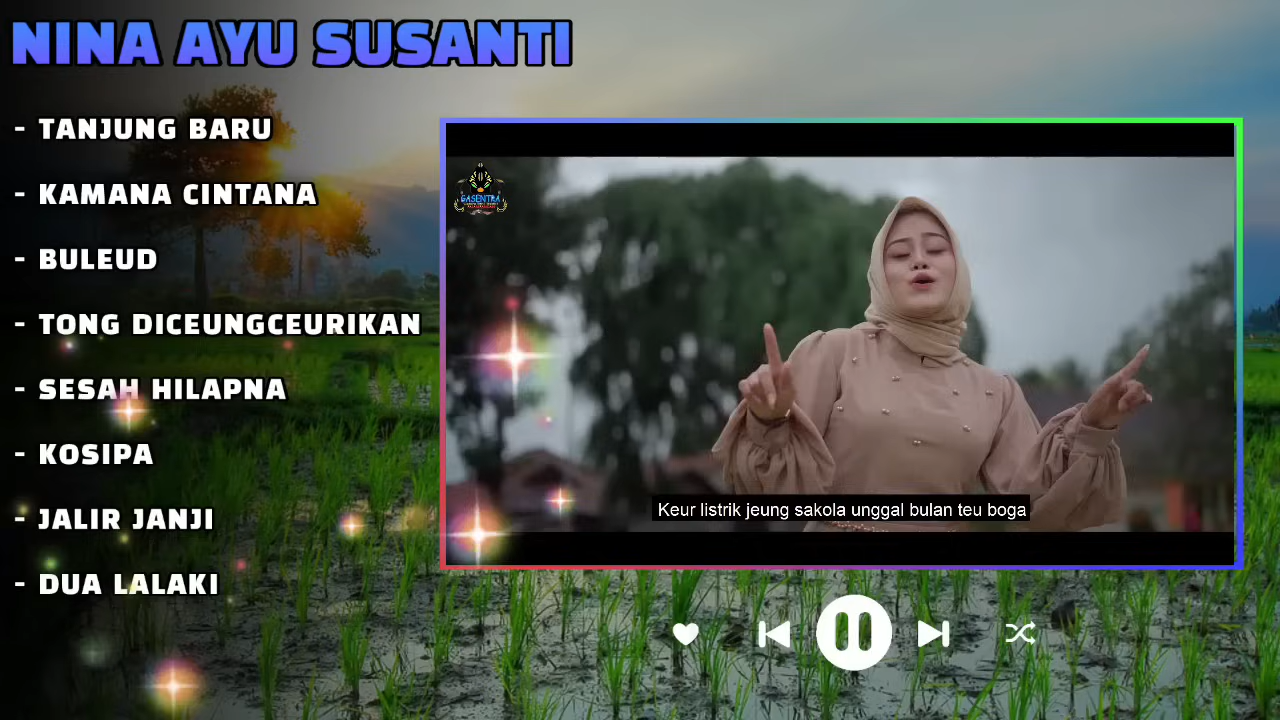 NINA AYU SUSANTI
- TANJUNG BARU
- KAMANA CINTANA
- BULEUD
- TONG DICEUNGCEURIKAN
- SESAH HILAPNA
- KOSIPA
- JALIR JANJI
- DUA LALAKI
GASENTRA
Keur listrik jeung sakola unggal bulan teu boga